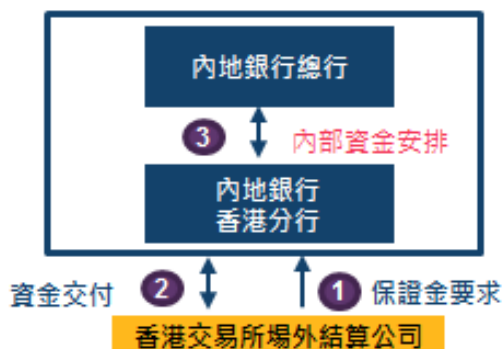 內地銀行總行
3
內部資金安排
內地銀行
香港分行
資金交付
2
1
保證金要求
香港交易所場外結算公司